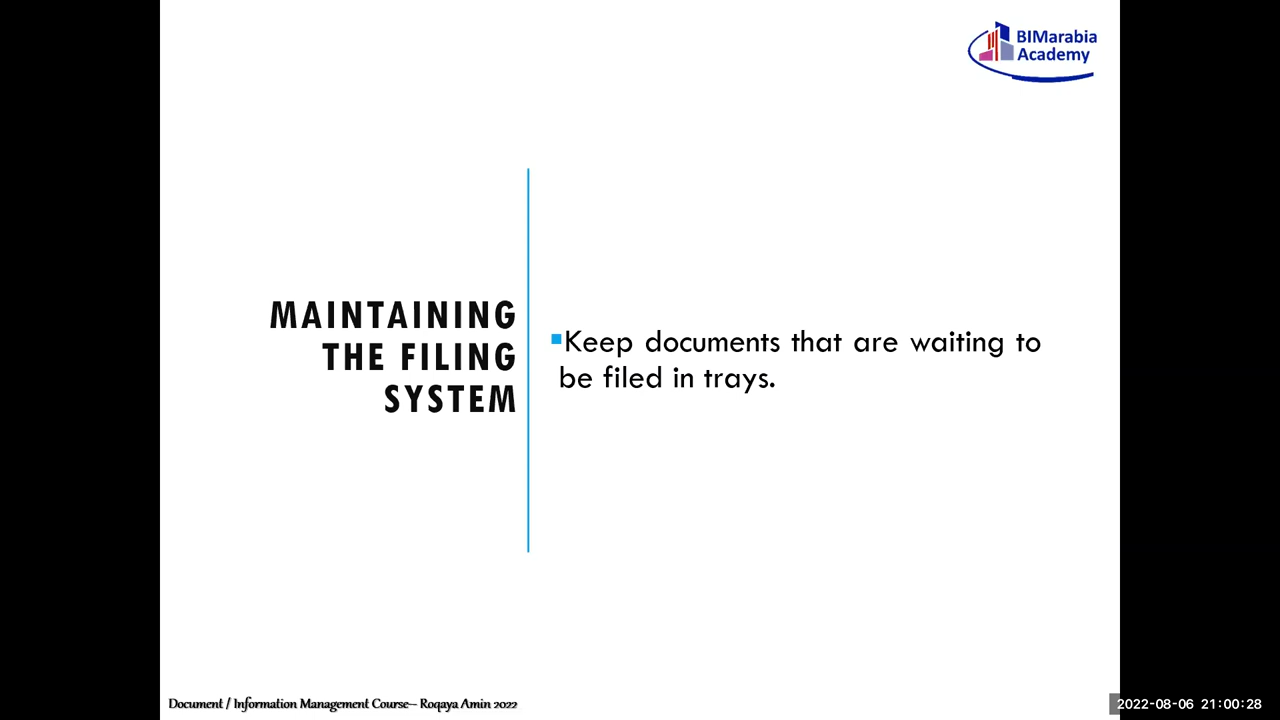 BIMarabia
Academy
MAINTAINING
THE FILING
SYSTEM
▪Keep documents that are waiting to
be filed in trays.
Document / Information Management Course– Roqaya Amin 2022
2022-08-06 21:00:28